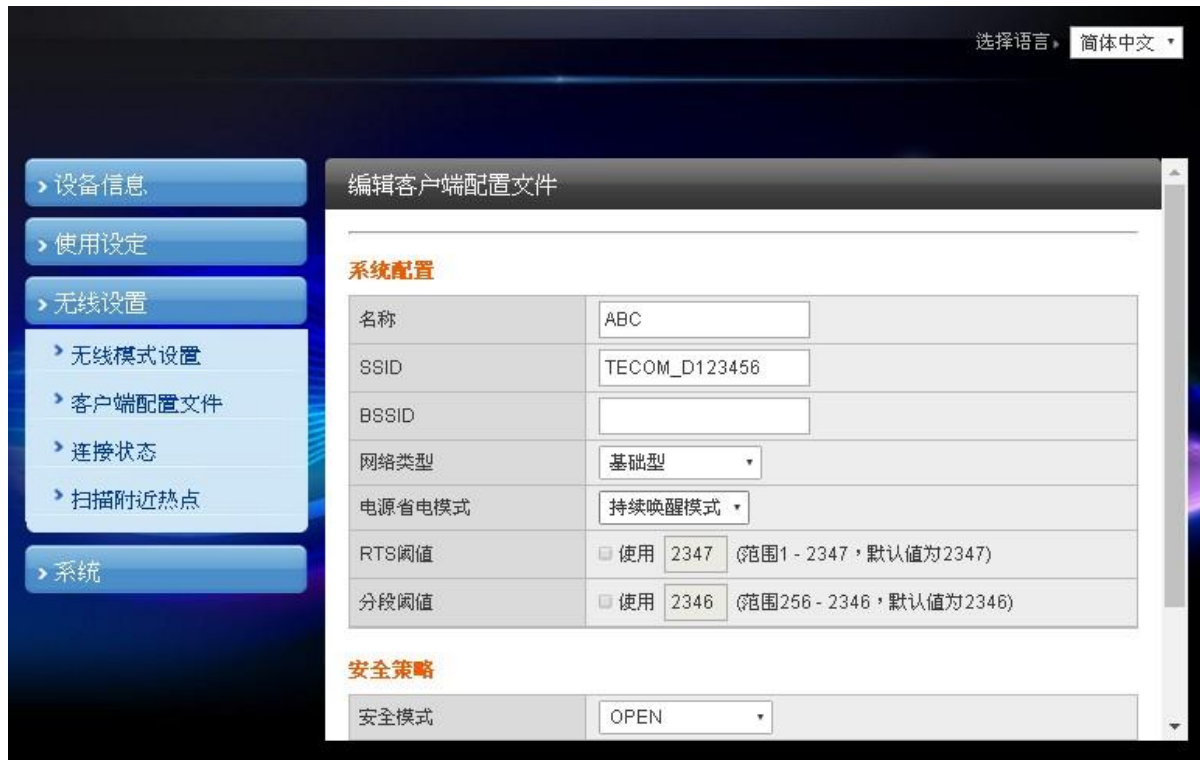 选择语言 简体中文
设备信息
使用设定
无线设置
无线模式设置
客户端配置文件
连接状态
扫描附近热点
系统
编辑客户端配置文件
系统配置
名称 ABC
SSID TECOM_D123456
BSSID
网络类型 基础型
电源省电模式 持续唤醒模式
RTS阈值 使用 2347 (范围1 - 2347，默认值为2347)
分段阈值 使用 2346 (范围256 - 2346，默认值为2346)
安全策略
安全模式 OPEN